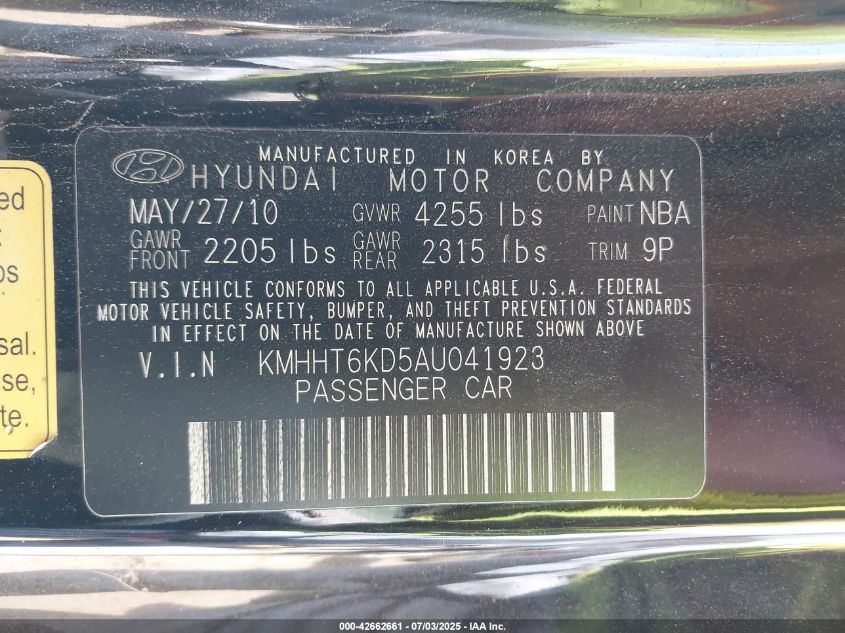 MANUFACTURED IN KOREA BY
HYUNDAI MOTOR COMPANY
MAY/27/10 GVWR 4255 lbs PAINT NBA
GAWR FRONT 2205 lbs GAWR REAR 2315 lbs TRIM 9P
THIS VEHICLE CONFORMS TO ALL APPLICABLE U.S.A. FEDERAL
MOTOR VEHICLE SAFETY, BUMPER, AND THEFT PREVENTION STANDARDS
IN EFFECT ON THE DATE OF MANUFACTURE SHOWN ABOVE
V.I.N KMHHT6KD5AU041923
PASSENGER CAR
000-42662661 - 07/03/2025 - IAA Inc.